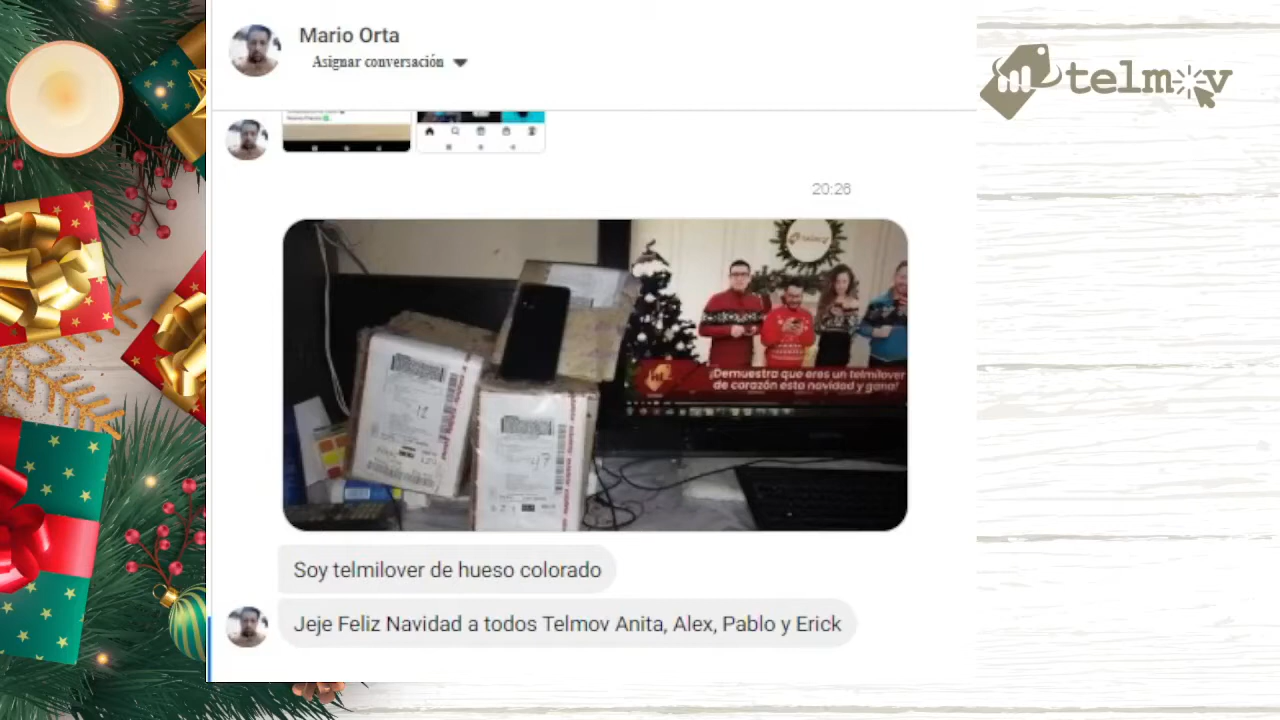 Mario Orta
Asignar conversación
telmov
20:26
telmov
¡Demuestra que eres un telmilover
de corazón esta navidad y gana!
Soy telmilover de hueso colorado
Jeje Feliz Navidad a todos Telmov Anita, Alex, Pablo y Erick